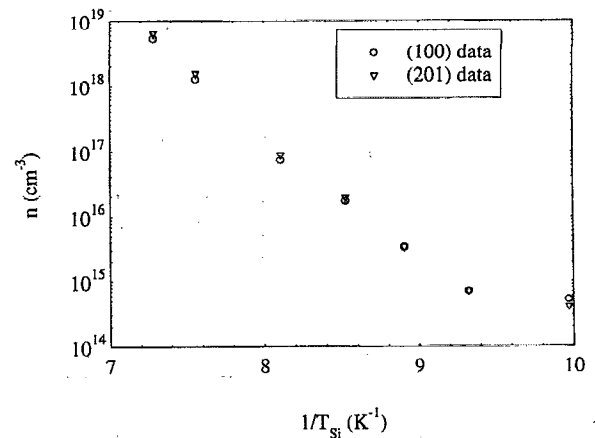 10^19
(100) data
(201) data
10^18
10^17
n (cm^-3)
10^16
10^15
10^14
7
8
9
10
1/T_Si (K^-1)